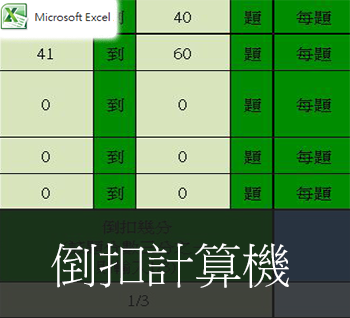 Microsoft Excel
40 題 每題
41 到 60 題 每題
0 到 0 題 每題
0 到 0 題 每題
0 到 0 題 每題
倒扣幾分
倒扣計算機
1/3